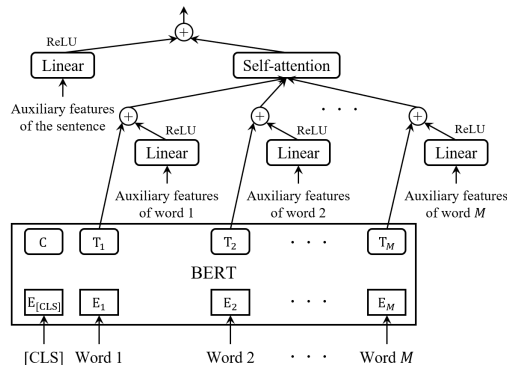 +
ReLU
Linear
Self-attention
Auxiliary features
of the sentence
+
+
. . .
+
ReLU
ReLU
ReLU
Linear
Linear
Linear
Auxiliary features
of word 1
Auxiliary features
of word 2
Auxiliary features
of word M
C
T1
T2
. . .
TM
BERT
E[CLS]
E1
E2
. . .
EM
[CLS]
Word 1
Word 2
. . .
Word M